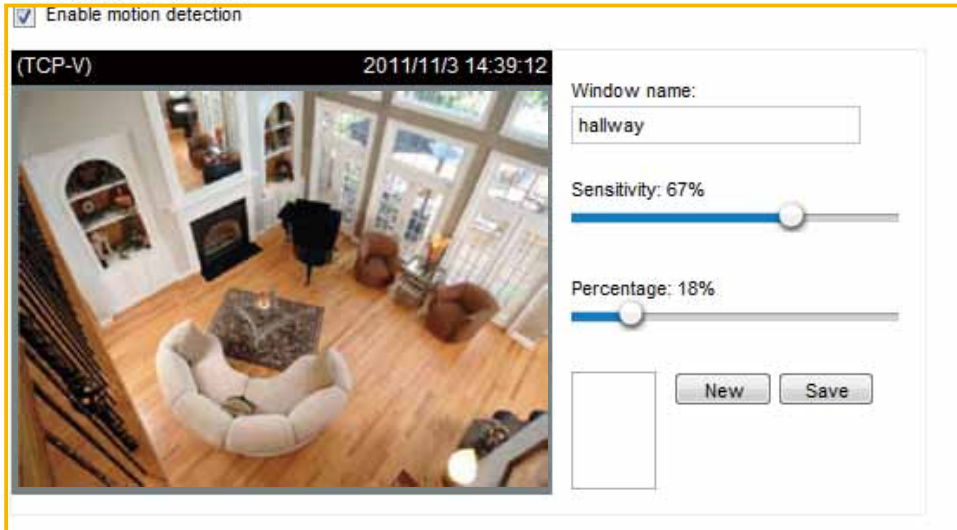 Enable motion detection
(TCP-V) 2011/11/3 14:39:12
Window name:
hallway
Sensitivity: 67%
Percentage: 18%
New Save